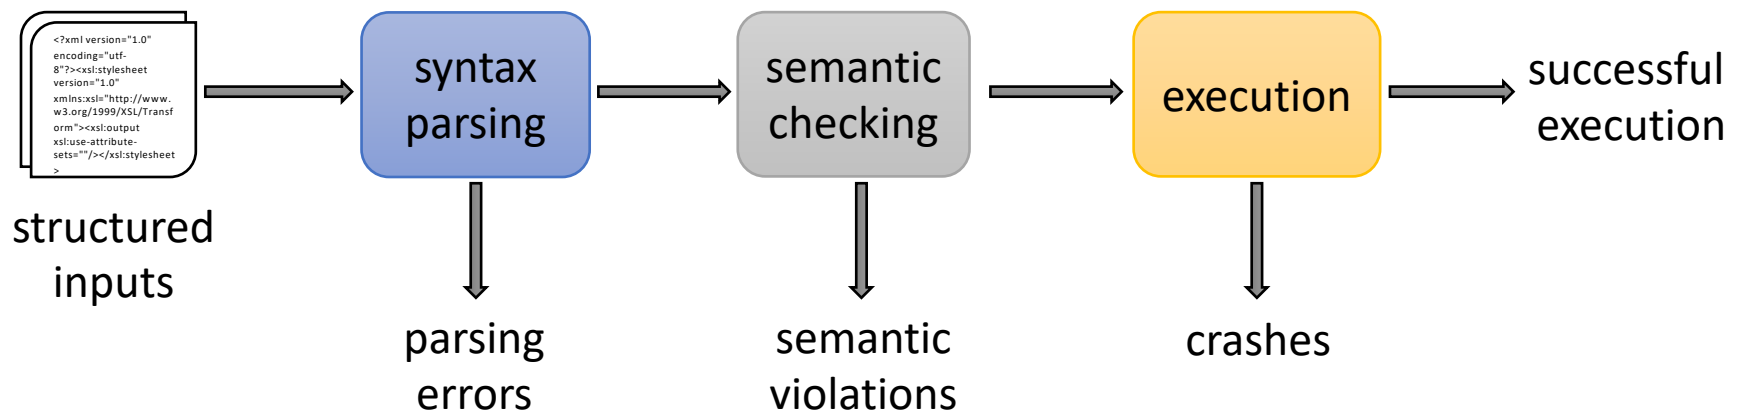 <?xml version="1.0"
encoding="utf-
8"?><xsl:stylesheet
version="1.0"
xmlns:xsl="http://www.
w3.org/1999/XSL/Transf
orm"><xsl:output
xsl:use-attribute-
sets=""/></xsl:stylesheet
>
structured
inputs
syntax
parsing
semantic
checking
execution
successful
execution
parsing
errors
semantic
violations
crashes